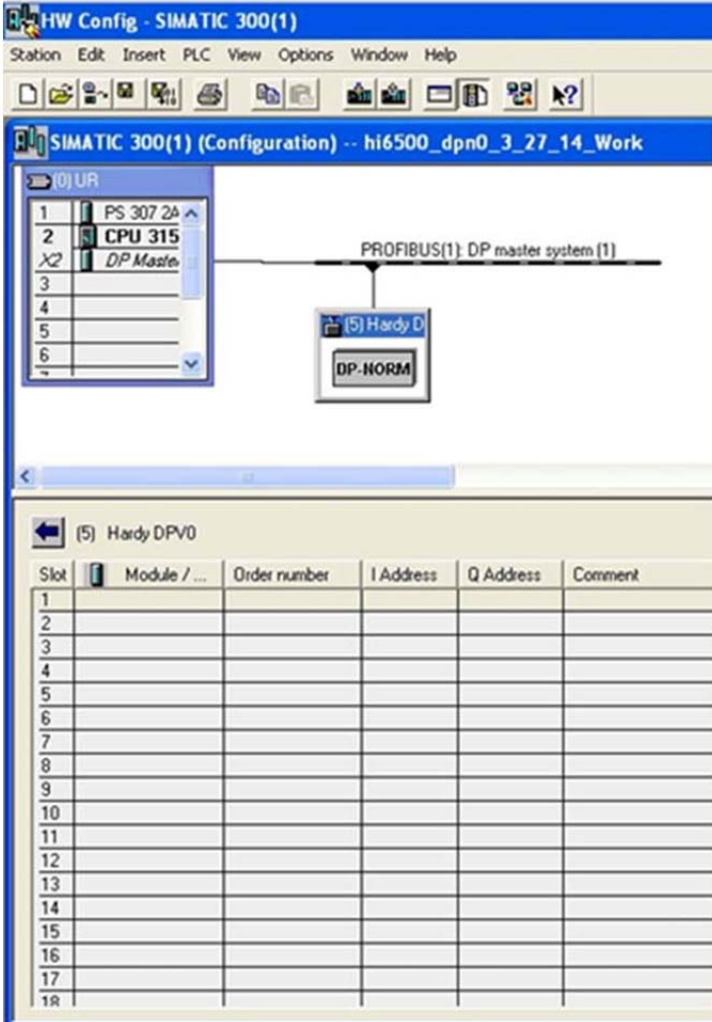 HW Config - SIMATIC 300(1)
Station Edit Insert PLC View Options Window Help
SIMATIC 300(1) (Configuration) -- hi6500_dpn0_3_27_14_Work
(0) UR
1 PS 307 2A
2 CPU 315
X2 DP Maste
3
4
5
6
7
PROFIBUS(1): DP master system (1)
(5) Hardy D
DP-NORM
(5) Hardy DPV0
Slot Module / ... Order number I Address Q Address Comment
1
2
3
4
5
6
7
8
9
10
11
12
13
14
15
16
17
18